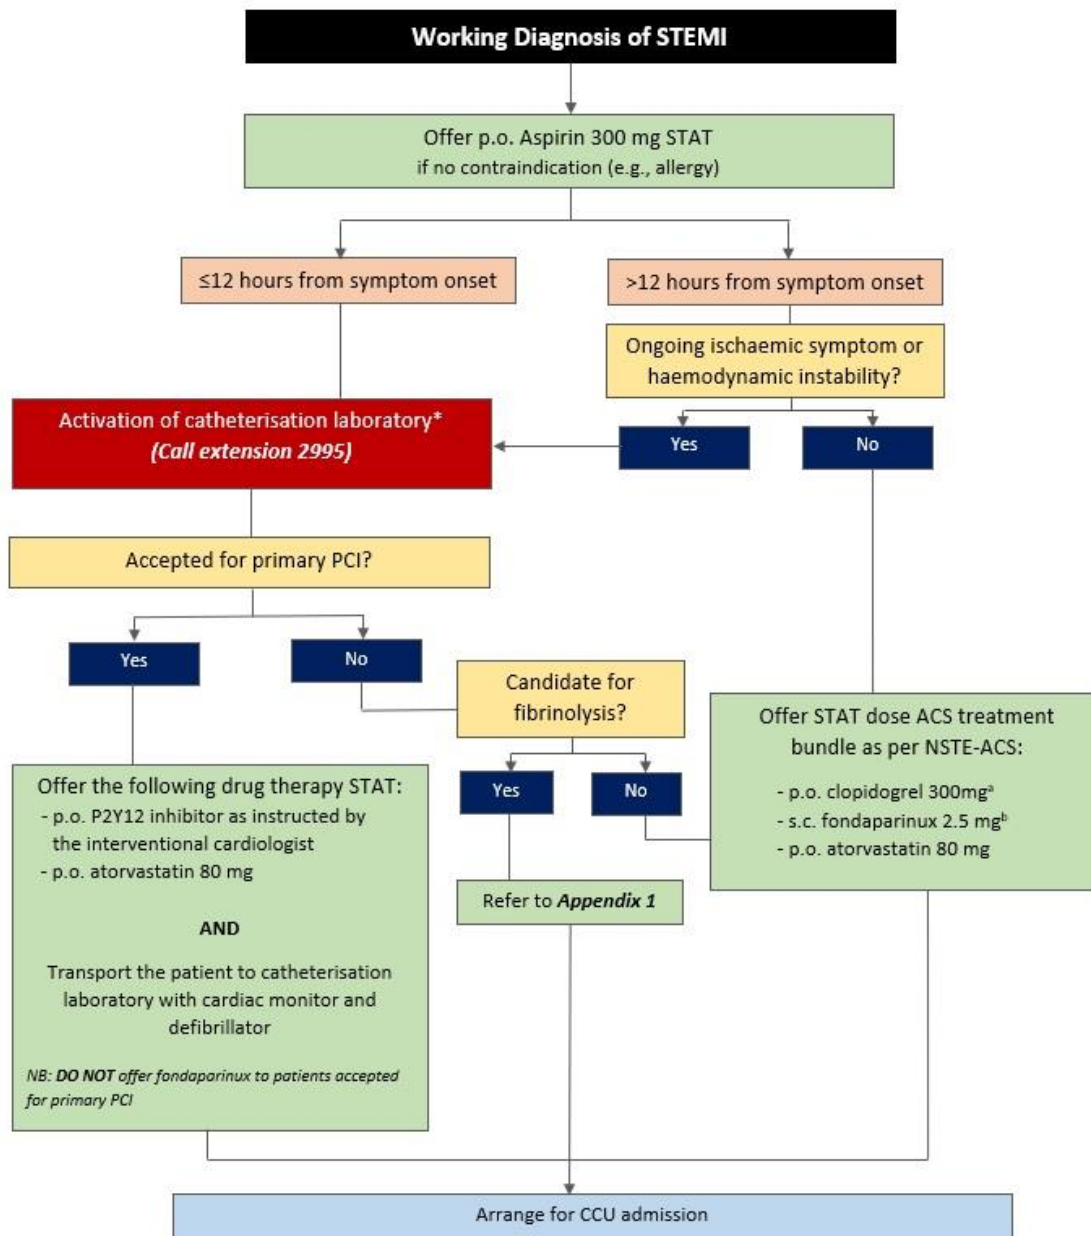 Working Diagnosis of STEMI
Offer p.o. Aspirin 300 mg STAT
if no contraindication (e.g., allergy)
≤12 hours from symptom onset
>12 hours from symptom onset
Ongoing ischaemic symptom or
haemodynamic instability?
Yes
No
Activation of catheterisation laboratory*
(Call extension 2995)
Accepted for primary PCI?
Yes
No
Candidate for
fibrinolysis?
Yes
No
Offer the following drug therapy STAT:
- p.o. P2Y12 inhibitor as instructed by
the interventional cardiologist
- p.o. atorvastatin 80 mg
AND
Transport the patient to catheterisation
laboratory with cardiac monitor and
defibrillator
NB: DO NOT offer fondaparinux to patients accepted
for primary PCI
Refer to Appendix 1
Offer STAT dose ACS treatment
bundle as per NSTE-ACS:
- p.o. clopidogrel 300mgᵃ
- s.c. fondaparinux 2.5 mgᵇ
- p.o. atorvastatin 80 mg
Arrange for CCU admission